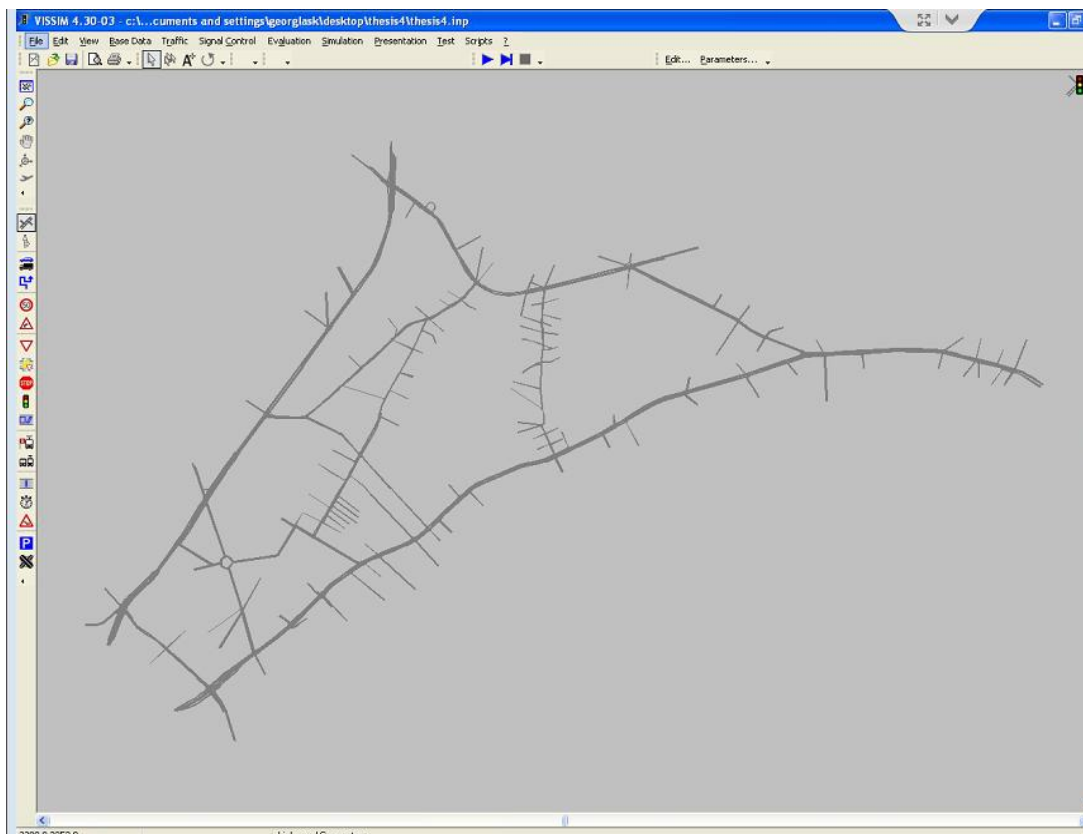 VISSIM 4.30-03 - c:\...cuments and settings\georglask\desktop\thesis4\thesis4.inp
File Edit View Base Data Traffic Signal Control Evaluation Simulation Presentation Test Scripts ?
Edit... Parameters...
STOP
P